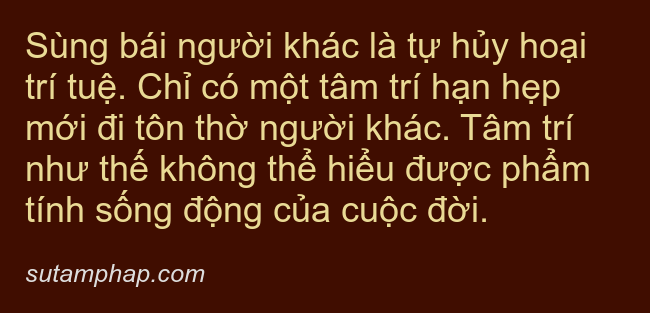 Sùng bái người khác là tự hủy hoại
trí tuệ. Chỉ có một tâm trí hạn hẹp
mới đi tôn thờ người khác. Tâm trí
như thế không thể hiểu được phẩm
tính sống động của cuộc đời.
sutamphap.com